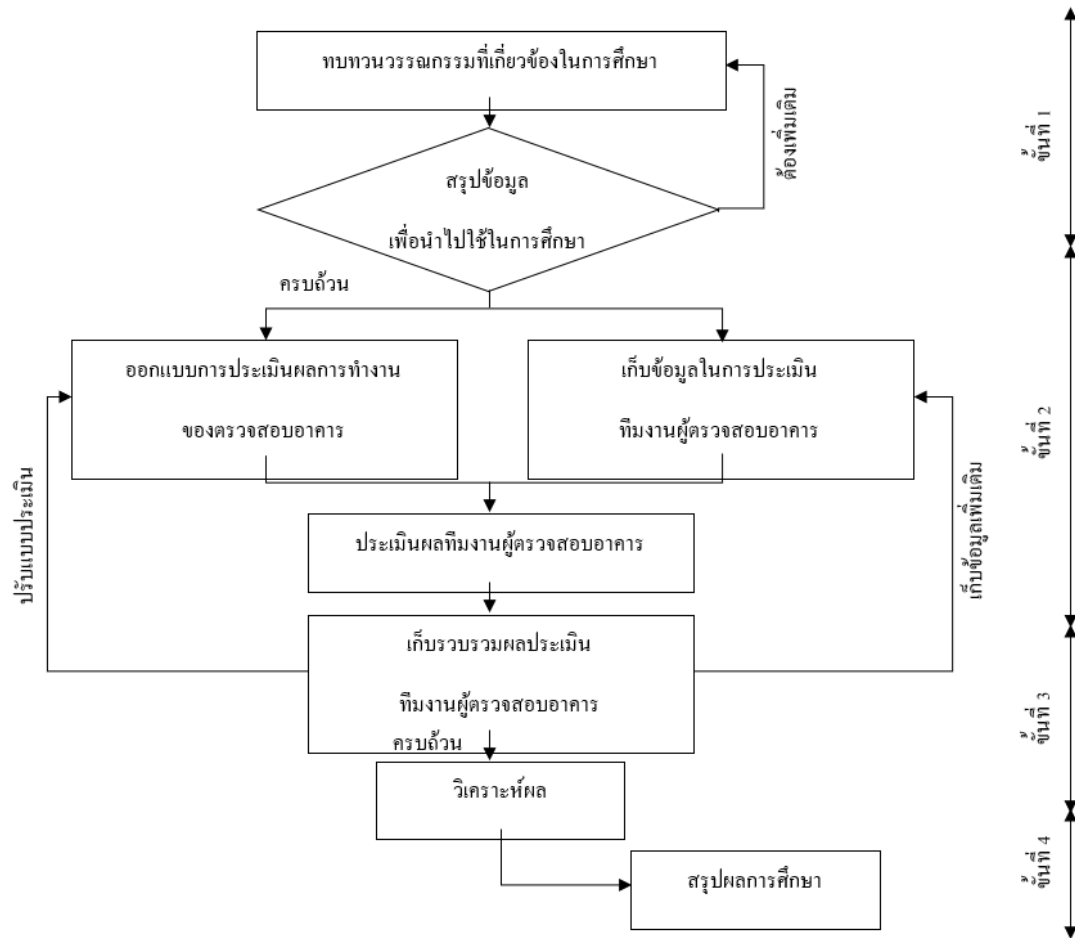 ทบทวนวรรณกรรมที่เกี่ยวข้องในการศึกษา
ต้องเพิ่มเติม
ขั้นที่ 1
สรุปข้อมูล
เพื่อนำไปใช้ในการศึกษา
ครบถ้วน
ออกแบบการประเมินผลการทำงาน
ของตรวจสอบอาคาร
เก็บข้อมูลในการประเมิน
ทีมงานผู้ตรวจสอบอาคาร
ขั้นที่ 2
ปรับแบบประเมิน
เก็บข้อมูลเพิ่มเติม
ประเมินผลทีมงานผู้ตรวจสอบอาคาร
เก็บรวบรวมผลประเมิน
ทีมงานผู้ตรวจสอบอาคาร
ขั้นที่ 3
ครบถ้วน
วิเคราะห์ผล
สรุปผลการศึกษา
ขั้นที่ 4